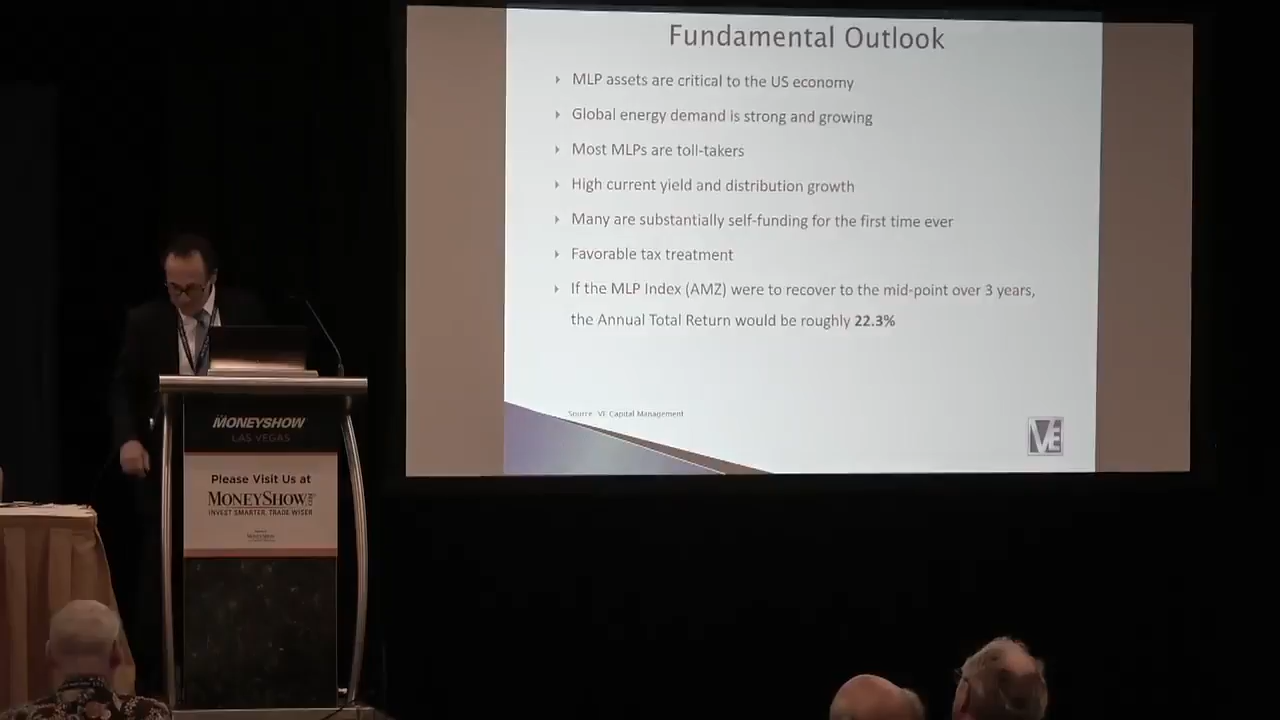 Fundamental Outlook
MLP assets are critical to the US economy
Global energy demand is strong and growing
Most MLPs are toll-takers
High current yield and distribution growth
Many are substantially self-funding for the first time ever
Favorable tax treatment
If the MLP Index (AMZ) were to recover to the mid-point over 3 years,
the Annual Total Return would be roughly 22.3%
Source: VE Capital Management
VE
MONEYSHOW
LAS VEGAS
Please Visit Us at
MONEYSHOW
INVEST SMARTER, TRADE WISER